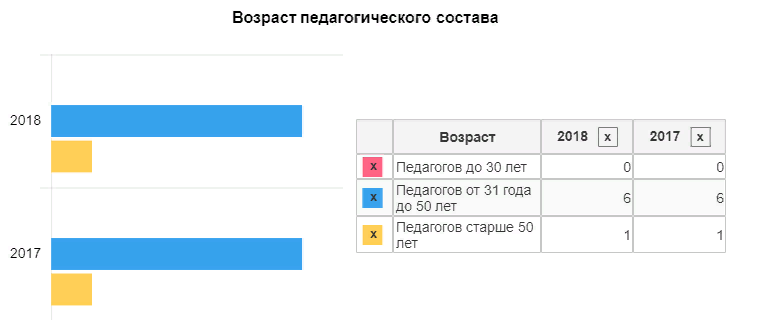 Возраст педагогического состава
2018
2017
Возраст 2018 x 2017 x
x Педагогов до 30 лет 0 0
x Педагогов от 31 года
до 50 лет 6 6
x Педагогов старше 50
лет 1 1